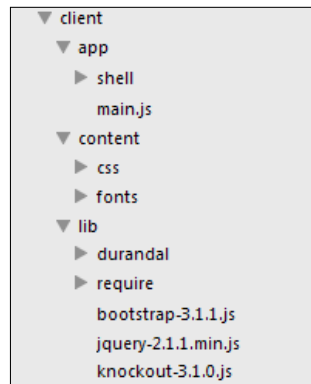 client
app
shell
main.js
content
css
fonts
lib
durandal
require
bootstrap-3.1.1.js
jquery-2.1.1.min.js
knockout-3.1.0.js